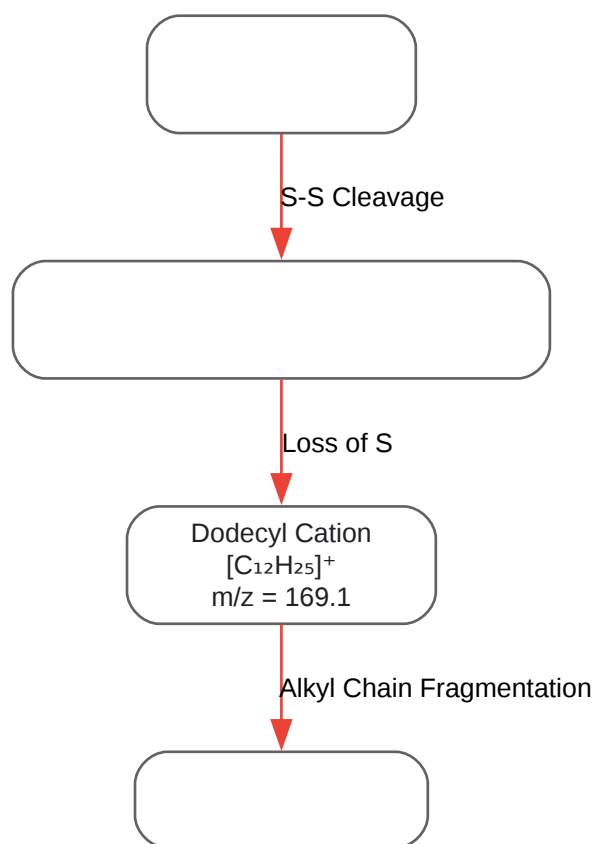 S-S Cleavage
Loss of S
Dodecyl Cation
[C₁₂H₂₅]⁺
m/z = 169.1
Alkyl Chain Fragmentation